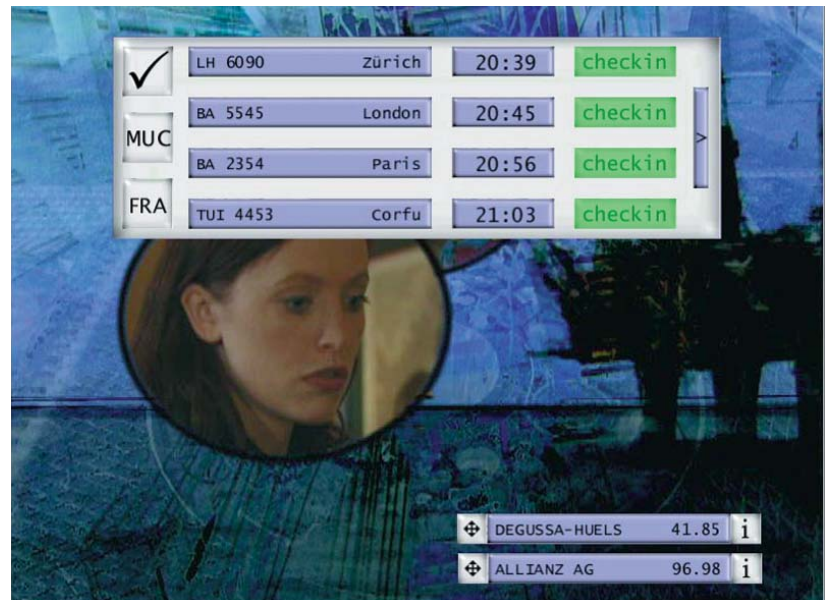 LH 6090 Zürich 20:39 checkin
MUC
BA 5545 London 20:45 checkin
>
BA 2354 Paris 20:56 checkin
FRA
TUI 4453 Corfu 21:03 checkin
DEGUSSA-HUELS 41.85 i
ALLIANZ AG 96.98 i